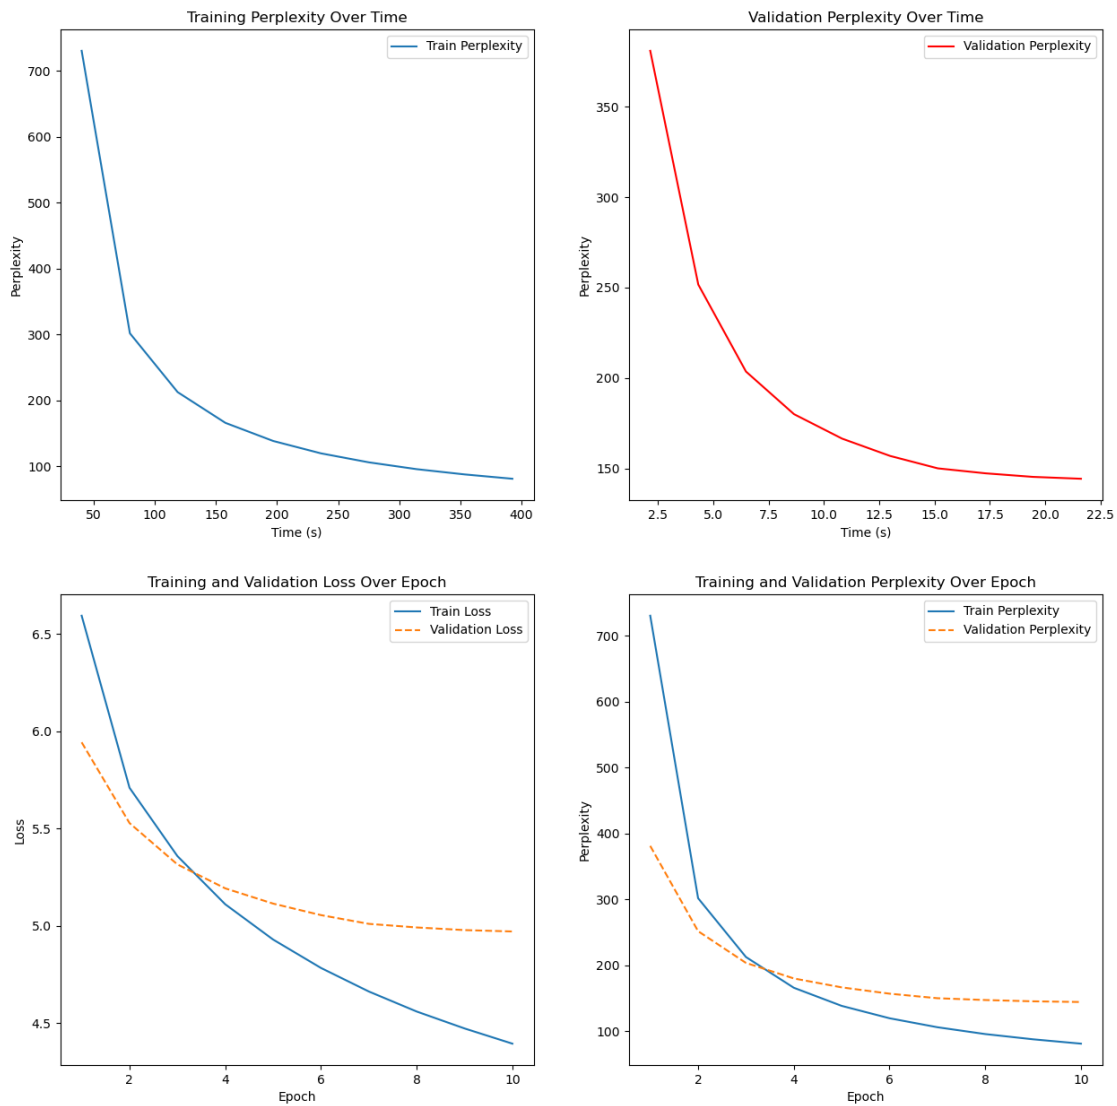 Training Perplexity Over Time
Train Perplexity
700
600
500
400
300
200
100
Perplexity
50 100 150 200 250 300 350 400
Time (s)
Validation Perplexity Over Time
Validation Perplexity
350
300
250
200
150
Perplexity
2.5 5.0 7.5 10.0 12.5 15.0 17.5 20.0 22.5
Time (s)
Training and Validation Loss Over Epoch
Train Loss
Validation Loss
6.5
6.0
5.5
5.0
4.5
Loss
2 4 6 8 10
Epoch
Training and Validation Perplexity Over Epoch
Train Perplexity
Validation Perplexity
700
600
500
400
300
200
100
Perplexity
2 4 6 8 10
Epoch